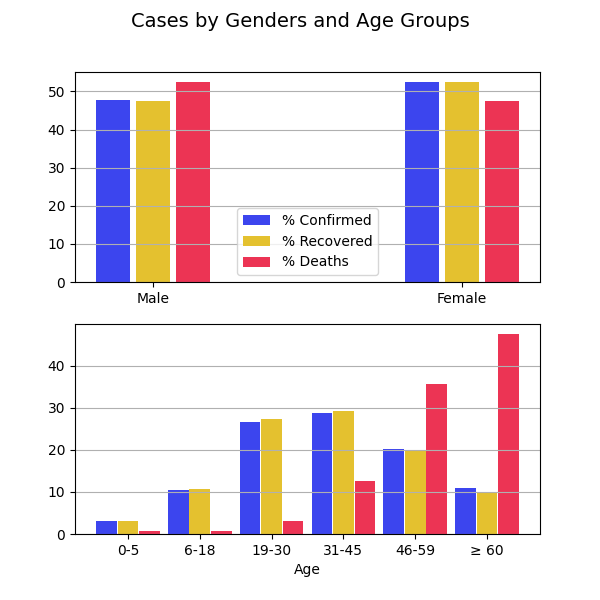 Cases by Genders and Age Groups
50
40
30
20
10
0
% Confirmed
% Recovered
% Deaths
Male Female
40
30
20
10
0
0-5 6-18 19-30 31-45 46-59 ≥ 60
Age